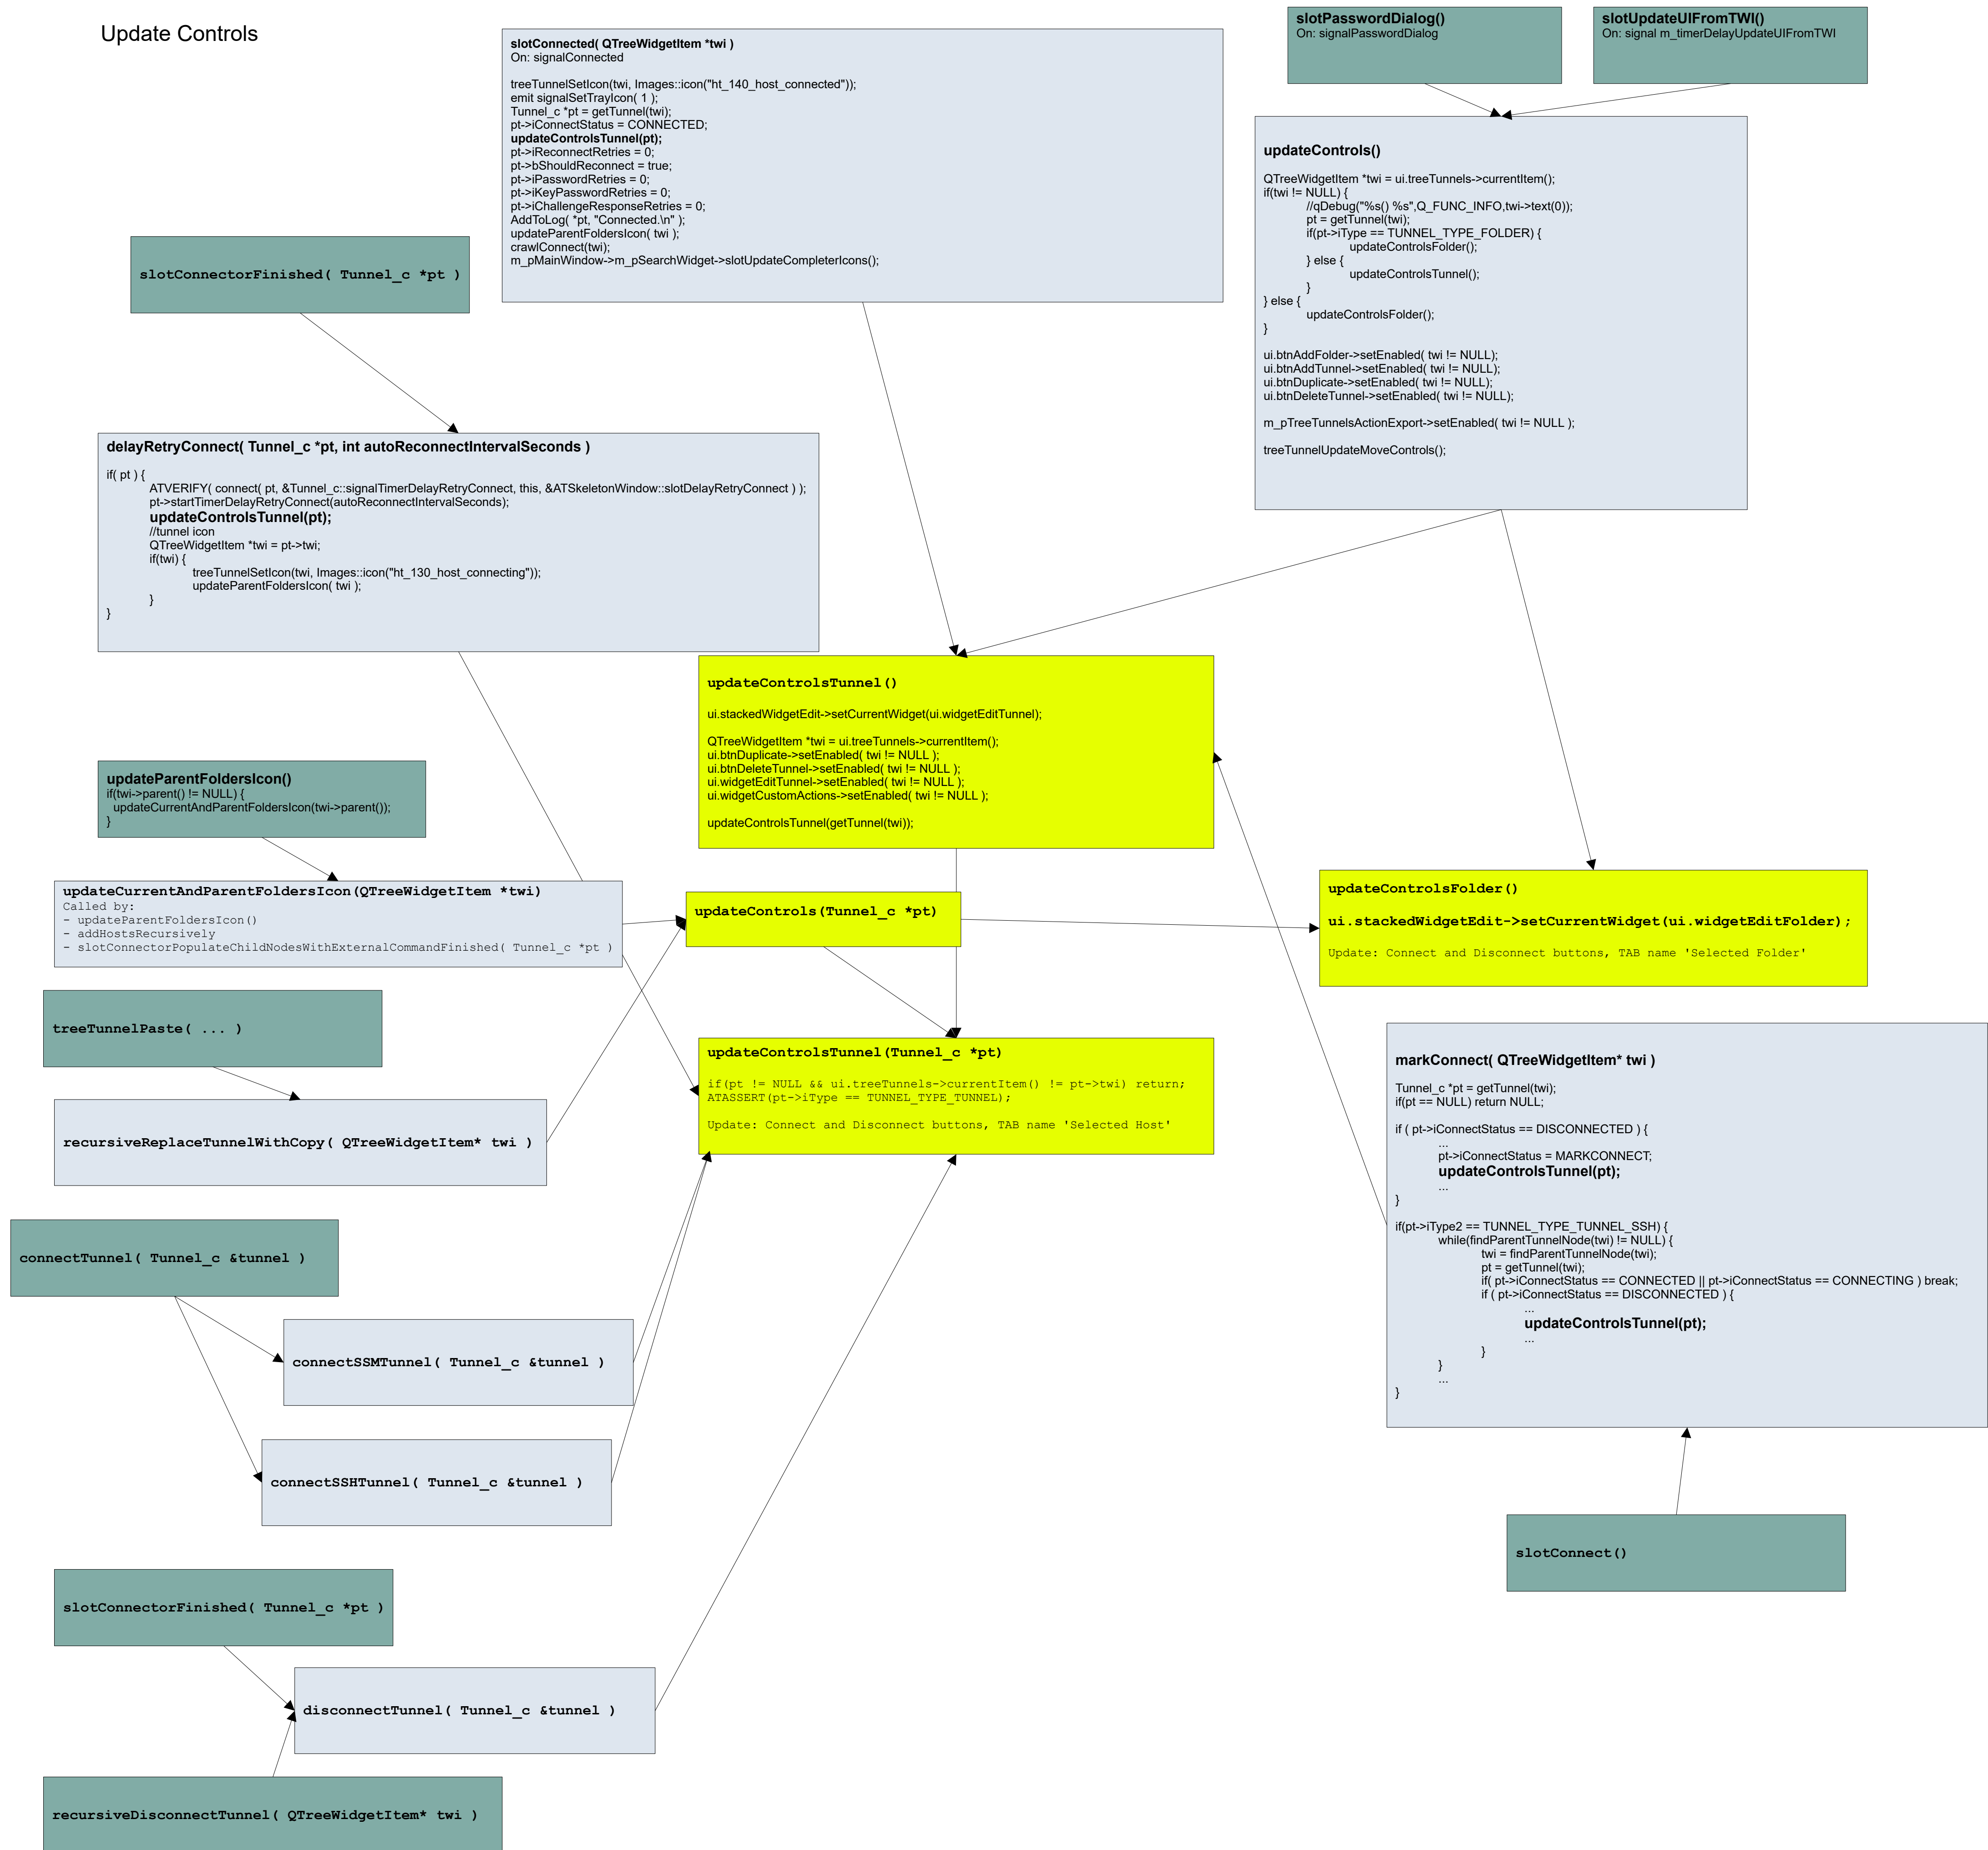 Update Controls
slotConnected( QTreeWidgetItem *twi )
On: signalConnected
treeTunnelSetIcon(twi, Images::icon("ht_140_host_connected"));
emit signalSetTrayIcon( 1 );
Tunnel_c *pt = getTunnel(twi);
pt->iConnectStatus = CONNECTED;
updateControlsTunnel(pt);
pt->iReconnectRetries = 0;
pt->bShouldReconnect = true;
pt->iPasswordRetries = 0;
pt->iKeyPasswordRetries = 0;
pt->iChallengeResponseRetries = 0;
AddToLog( *pt, "Connected.\n" );
updateParentFoldersIcon( twi );
crawlConnect(twi);
m_pMainWindow->m_pSearchWidget->slotUpdateCompleterIcons();
slotPasswordDialog()
On: signalPasswordDialog
slotUpdateUIFromTWI()
On: signal m_timerDelayUpdateUIFromTWI
updateControls()
QTreeWidgetItem *twi = ui.treeTunnels->currentItem();
if(twi != NULL) {
//qDebug("%s() %s",Q_FUNC_INFO,twi->text(0));
pt = getTunnel(twi);
if(pt->iType == TUNNEL_TYPE_FOLDER) {
updateControlsFolder();
} else {
updateControlsTunnel();
}
} else {
updateControlsFolder();
}
ui.btnAddFolder->setEnabled( twi != NULL);
ui.btnAddTunnel->setEnabled( twi != NULL);
ui.btnDuplicate->setEnabled( twi != NULL);
ui.btnDeleteTunnel->setEnabled( twi != NULL);
m_pTreeTunnelsActionExport->setEnabled( twi != NULL );
treeTunnelUpdateMoveControls();
slotConnectorFinished( Tunnel_c *pt )
delayRetryConnect( Tunnel_c *pt, int autoReconnectIntervalSeconds )
if( pt ) {
ATVERIFY( connect( pt, &Tunnel_c::signalTimerDelayRetryConnect, this, &ATSkeletonWindow::slotDelayRetryConnect ) );
pt->startTimerDelayRetryConnect(autoReconnectIntervalSeconds);
updateControlsTunnel(pt);
//tunnel icon
QTreeWidgetItem *twi = pt->twi;
if(twi) {
treeTunnelSetIcon(twi, Images::icon("ht_130_host_connecting"));
updateParentFoldersIcon( twi );
}
}
updateControlsTunnel()
ui.stackedWidgetEdit->setCurrentWidget(ui.widgetEditTunnel);
QTreeWidgetItem *twi = ui.treeTunnels->currentItem();
ui.btnDuplicate->setEnabled( twi != NULL );
ui.btnDeleteTunnel->setEnabled( twi != NULL );
ui.widgetEditTunnel->setEnabled( twi != NULL );
ui.widgetCustomActions->setEnabled( twi != NULL );
updateControlsTunnel(getTunnel(twi));
updateParentFoldersIcon()
if(twi->parent() != NULL) {
updateCurrentAndParentFoldersIcon(twi->parent());
}
updateCurrentAndParentFoldersIcon(QTreeWidgetItem *twi)
Called by:
- updateParentFoldersIcon()
- addHostsRecursively
- slotConnectorPopulateChildNodesWithExternalCommandFinished( Tunnel_c *pt )
updateControls(Tunnel_c *pt)
updateControlsFolder()
ui.stackedWidgetEdit->setCurrentWidget(ui.widgetEditFolder);
Update: Connect and Disconnect buttons, TAB name 'Selected Folder'
treeTunnelPaste( ... )
recursiveReplaceTunnelWithCopy( QTreeWidgetItem* twi )
updateControlsTunnel(Tunnel_c *pt)
if(pt != NULL && ui.treeTunnels->currentItem() != pt->twi) return;
ATASSERT(pt->iType == TUNNEL_TYPE_TUNNEL);
Update: Connect and Disconnect buttons, TAB name 'Selected Host'
markConnect( QTreeWidgetItem* twi )
Tunnel_c *pt = getTunnel(twi);
if(pt == NULL) return NULL;
if ( pt->iConnectStatus == DISCONNECTED ) {
...
pt->iConnectStatus = MARKCONNECT;
updateControlsTunnel(pt);
...
}
if(pt->iType2 == TUNNEL_TYPE_TUNNEL_SSH) {
while(findParentTunnelNode(twi) != NULL) {
twi = findParentTunnelNode(twi);
pt = getTunnel(twi);
if( pt->iConnectStatus == CONNECTED || pt->iConnectStatus == CONNECTING ) break;
if ( pt->iConnectStatus == DISCONNECTED ) {
...
updateControlsTunnel(pt);
...
}
}
...
}
connectTunnel( Tunnel_c &tunnel )
connectSSMTunnel( Tunnel_c &tunnel )
connectSSHTunnel( Tunnel_c &tunnel )
slotConnect()
slotConnectorFinished( Tunnel_c *pt )
disconnectTunnel( Tunnel_c &tunnel )
recursiveDisconnectTunnel( QTreeWidgetItem* twi )